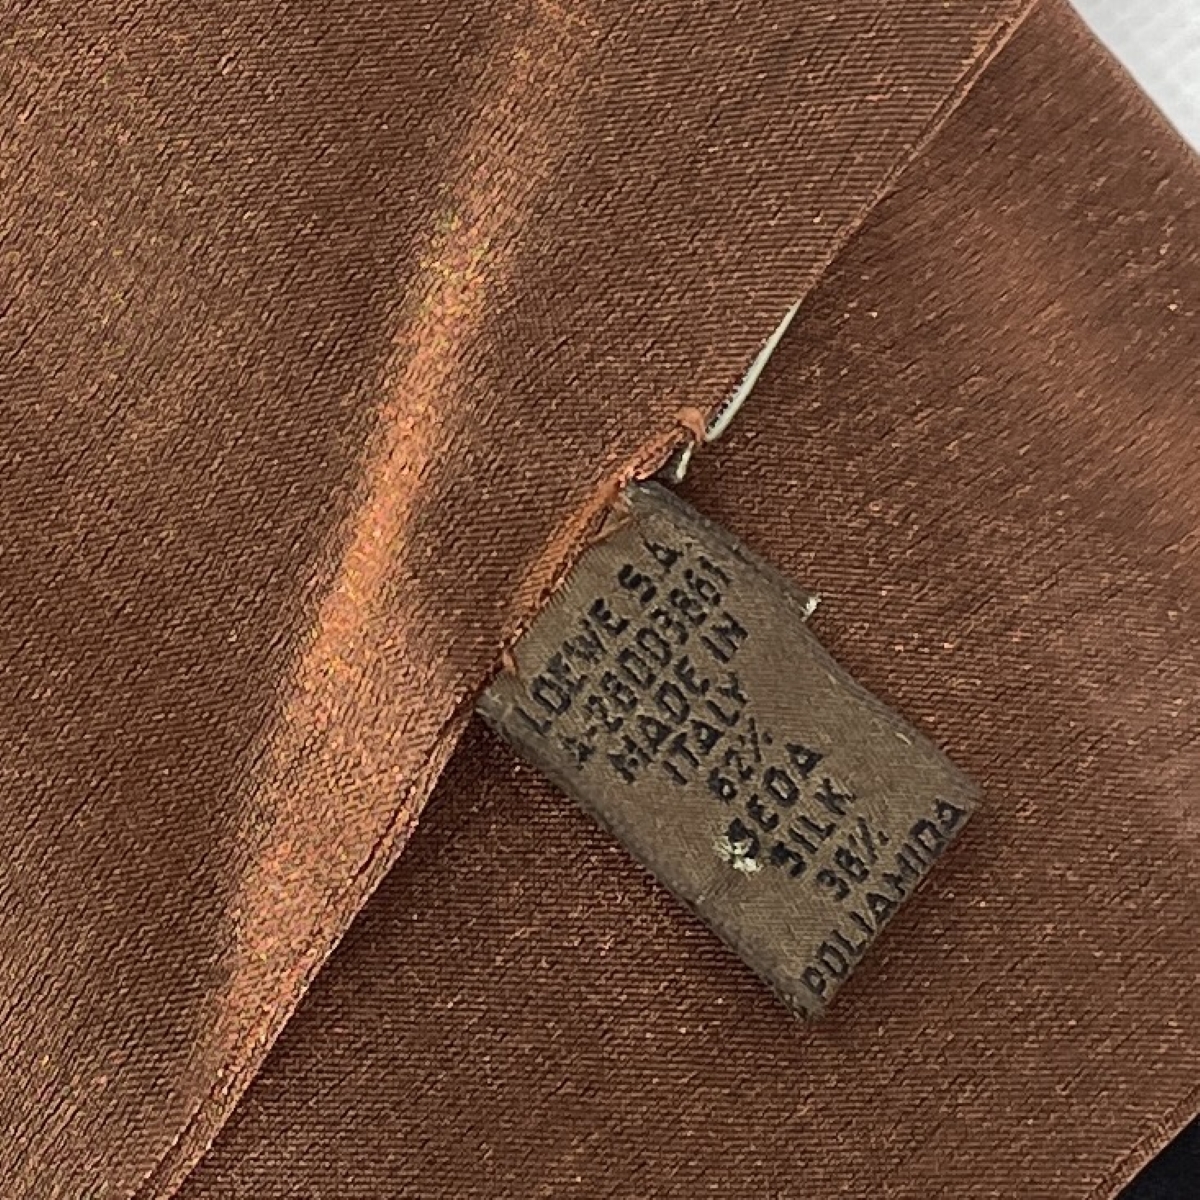 LOEWE S.A.
A-28003861
MADE IN
ITALY
62%
SEDA
SILK
38%
POLIAMIDA